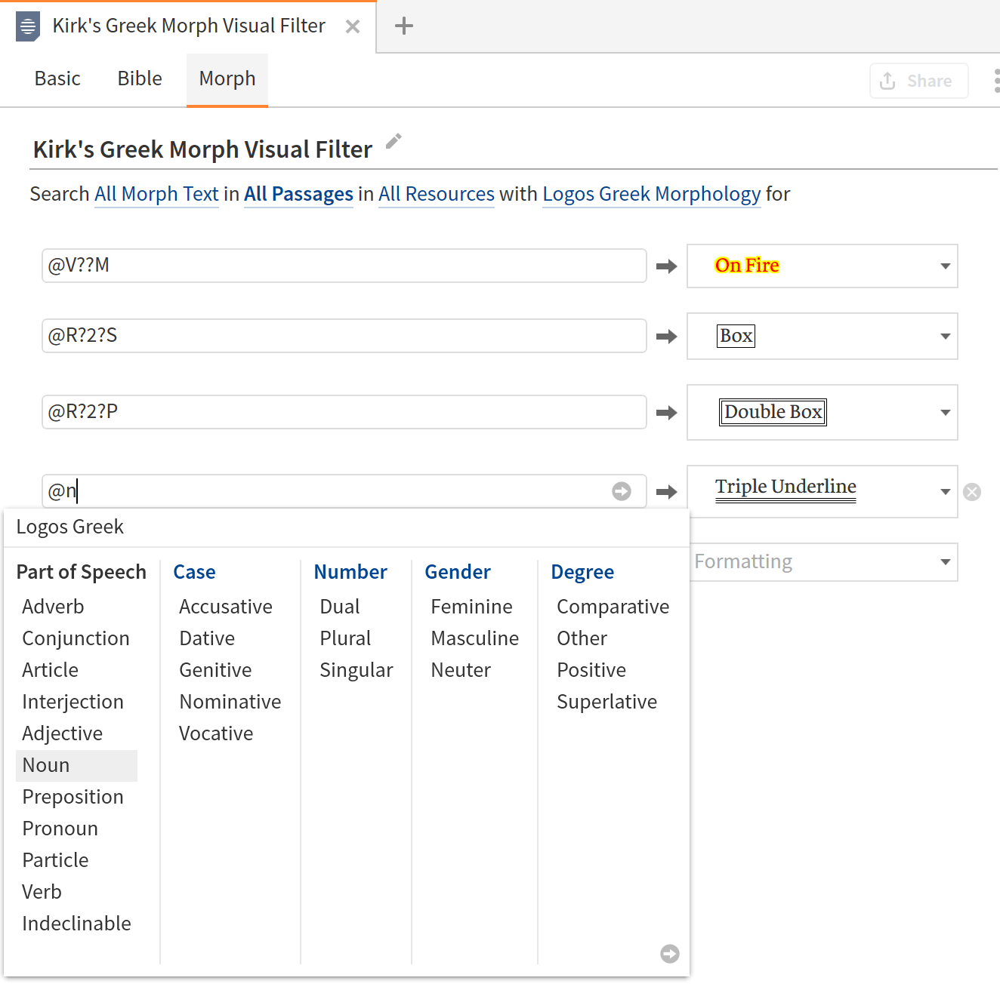 Kirk's Greek Morph Visual Filter
Basic Bible Morph Share
Kirk's Greek Morph Visual Filter
Search All Morph Text in All Passages in All Resources with Logos Greek Morphology for
@V??M On Fire
@R?2?S Box
@R?2?P Double Box
@n Triple Underline
Formatting
Logos Greek
Part of Speech
Adverb
Conjunction
Article
Interjection
Adjective
Noun
Preposition
Pronoun
Particle
Verb
Indeclinable
Case
Accusative
Dative
Genitive
Nominative
Vocative
Number
Dual
Plural
Singular
Gender
Feminine
Masculine
Neuter
Degree
Comparative
Other
Positive
Superlative